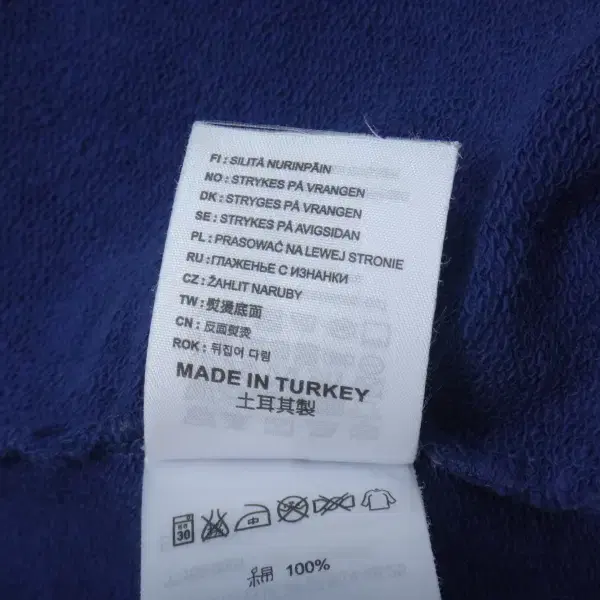 FI : SILITÄ NURINPÄIN
NO : STRYKES PÅ VRANGEN
DK : STRYGES PÅ VRANGEN
SE : STRYKES PÅ AVIGSIDAN
PL : PRASOWAĆ NA LEWEJ STRONIE
RU : ГЛАЖЕНЬЕ С ИЗНАНКИ
CZ : ŽAHLIT NARUBY
TW : 熨燙底面
CN : 反面熨烫
ROK : 뒤집어 다림
MADE IN TURKEY
土耳其製
30
中
綿 100%